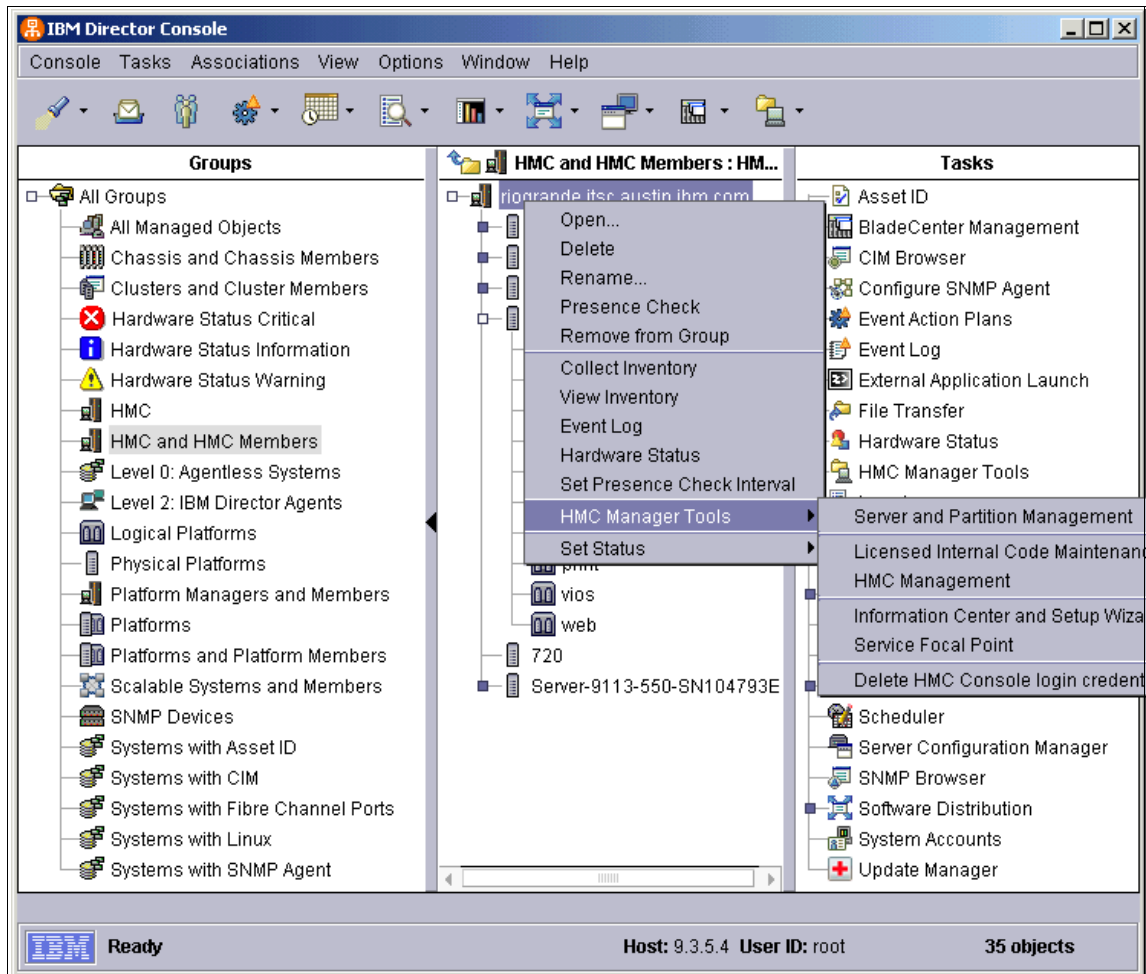 IBM Director Console
Console Tasks Associations View Options Window Help
Groups
All Groups
All Managed Objects
Chassis and Chassis Members
Clusters and Cluster Members
Hardware Status Critical
Hardware Status Information
Hardware Status Warning
HMC
HMC and HMC Members
Level 0: Agentless Systems
Level 2: IBM Director Agents
Logical Platforms
Physical Platforms
Platform Managers and Members
Platforms
Platforms and Platform Members
Scalable Systems and Members
SNMP Devices
Systems with Asset ID
Systems with CIM
Systems with Fibre Channel Ports
Systems with Linux
Systems with SNMP Agent
HMC and HMC Members : HM...
riogrande.itsc.austin.ibm.com
Open...
Delete
Rename...
Presence Check
Remove from Group
Collect Inventory
View Inventory
Event Log
Hardware Status
Set Presence Check Interval
HMC Manager Tools
Set Status
print
vios
web
720
Server-9113-550-SN104793E
Server and Partition Management
Licensed Internal Code Maintenan
HMC Management
Information Center and Setup Wiza
Service Focal Point
Delete HMC Console login credent
Tasks
Asset ID
BladeCenter Management
CIM Browser
Configure SNMP Agent
Event Action Plans
Event Log
External Application Launch
File Transfer
Hardware Status
HMC Manager Tools
Scheduler
Server Configuration Manager
SNMP Browser
Software Distribution
System Accounts
Update Manager
IBM Ready Host: 9.3.5.4 User ID: root 35 objects